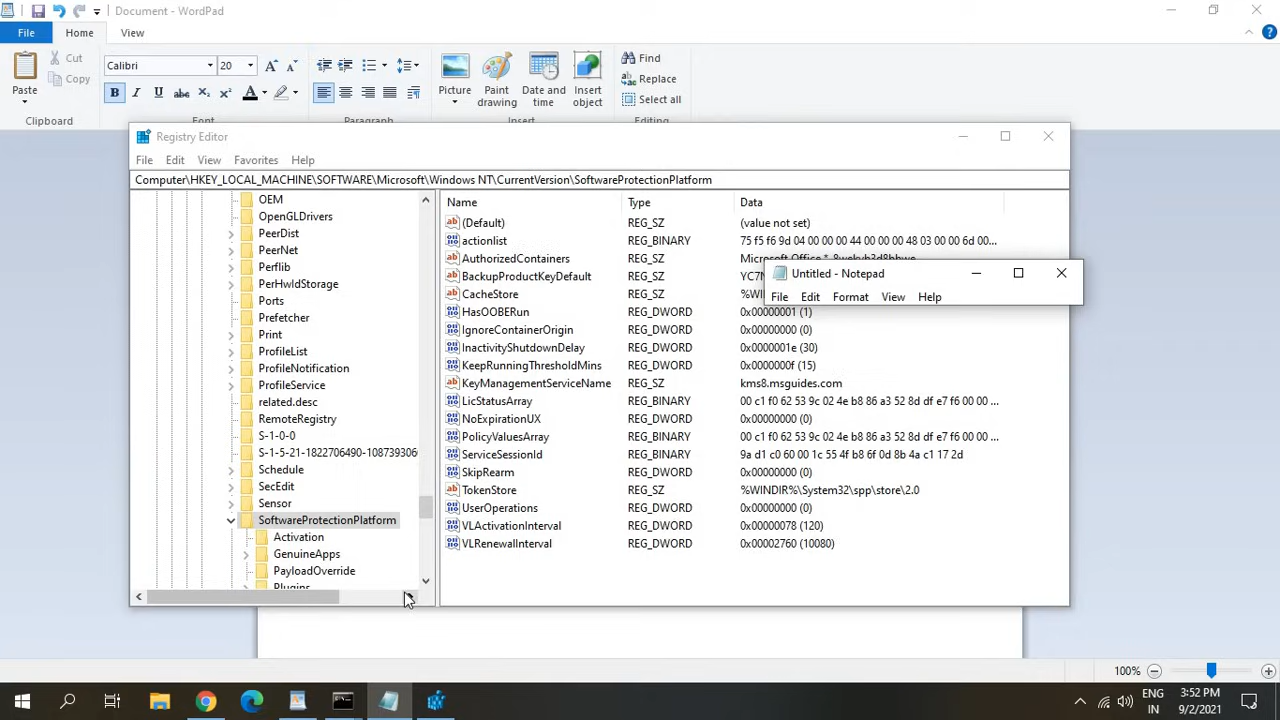 Document - WordPad
File Home View
Cut
Copy
Paste
Clipboard
Calibri 20
B I U abc X₂ X² A
Paragraph
Picture
Paint drawing
Date and time
Insert object
Insert
Find
Replace
Select all
Editing
Registry Editor
File Edit View Favorites Help
Computer\HKEY_LOCAL_MACHINE\SOFTWARE\Microsoft\Windows NT\CurrentVersion\SoftwareProtectionPlatform
OEM
OpenGLDrivers
PeerDist
PeerNet
Perflib
PerHwIdStorage
Ports
Prefetcher
Print
ProfileList
ProfileNotification
ProfileService
related.desc
RemoteRegistry
S-1-0-0
S-1-5-21-1822706490-108739306
Schedule
SecEdit
Sensor
SoftwareProtectionPlatform
Activation
GenuineApps
PayloadOverride
Plugins
Name Type Data
(Default) REG_SZ (value not set)
actionlist REG_BINARY 75 f5 f6 9d 04 00 00 00 44 00 00 00 48 03 00 00 6d 00...
AuthorizedContainers REG_SZ
BackupProductKeyDefault REG_SZ YC7N
CacheStore REG_SZ %WI
HasOOBERun REG_DWORD 0x00000001 (1)
IgnoreContainerOrigin REG_DWORD 0x00000000 (0)
InactivityShutdownDelay REG_DWORD 0x0000001e (30)
KeepRunningThresholdMins REG_DWORD 0x0000000f (15)
KeyManagementServiceName REG_SZ kms8.msguides.com
LicStatusArray REG_BINARY 00 c1 f0 62 53 9c 02 4e b8 86 a3 52 8d df e7 f6 00 00 ...
NoExpirationUX REG_DWORD 0x00000000 (0)
PolicyValuesArray REG_BINARY 00 c1 f0 62 53 9c 02 4e b8 86 a3 52 8d df e7 f6 00 00 ...
ServiceSessionId REG_BINARY 9a d1 c0 60 00 1c 55 4f b8 6f 0d 8b 4a c1 17 2d
SkipRearm REG_DWORD 0x00000000 (0)
TokenStore REG_SZ %WINDIR%\System32\spp\store\2.0
UserOperations REG_DWORD 0x00000000 (0)
VLActivationInterval REG_DWORD 0x00000078 (120)
VLRenewalInterval REG_DWORD 0x00002760 (10080)
Untitled - Notepad
File Edit Format View Help
100%
ENG
IN
3:52 PM
9/2/2021